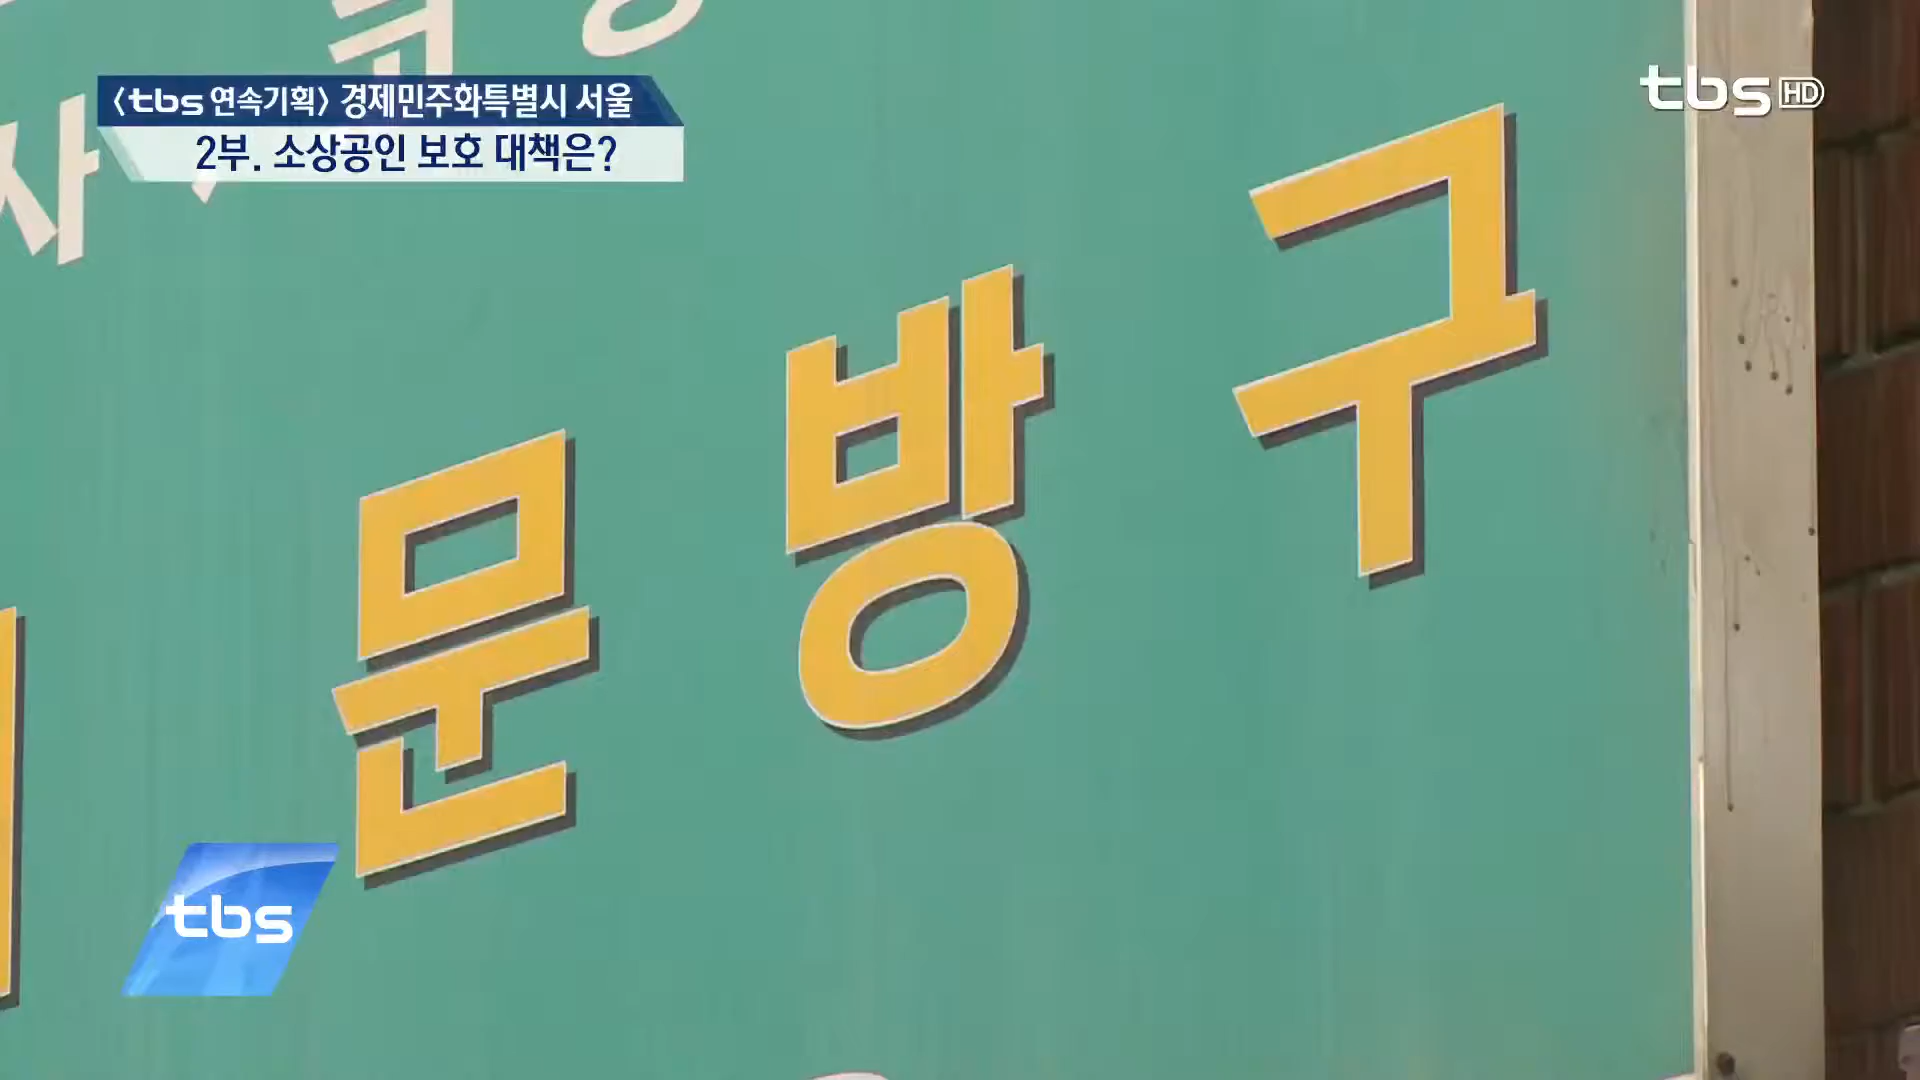 <tbs 연속기획> 경제민주화특별시 서울
2부. 소상공인 보호 대책은?
tbs HD
문방구
tbs